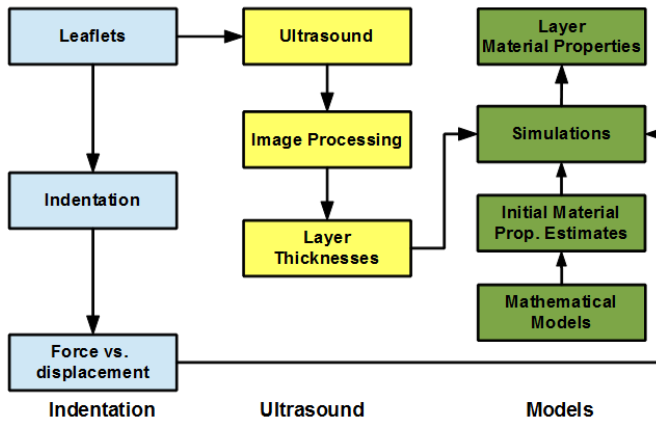 Leaflets
Indentation
Force vs.
displacement
Indentation
Ultrasound
Image Processing
Layer
Thicknesses
Ultrasound
Layer
Material Properties
Simulations
Initial Material
Prop. Estimates
Mathematical
Models
Models